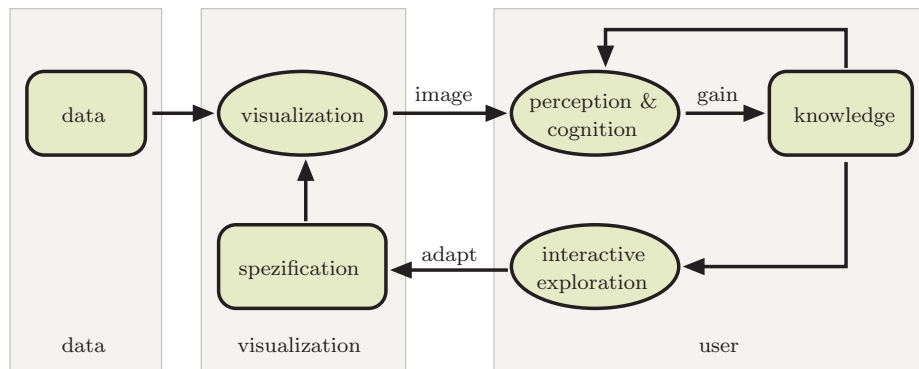 data
visualization
image
perception &
cognition
gain
knowledge
spezification
adapt
interactive
exploration
data
visualization
user